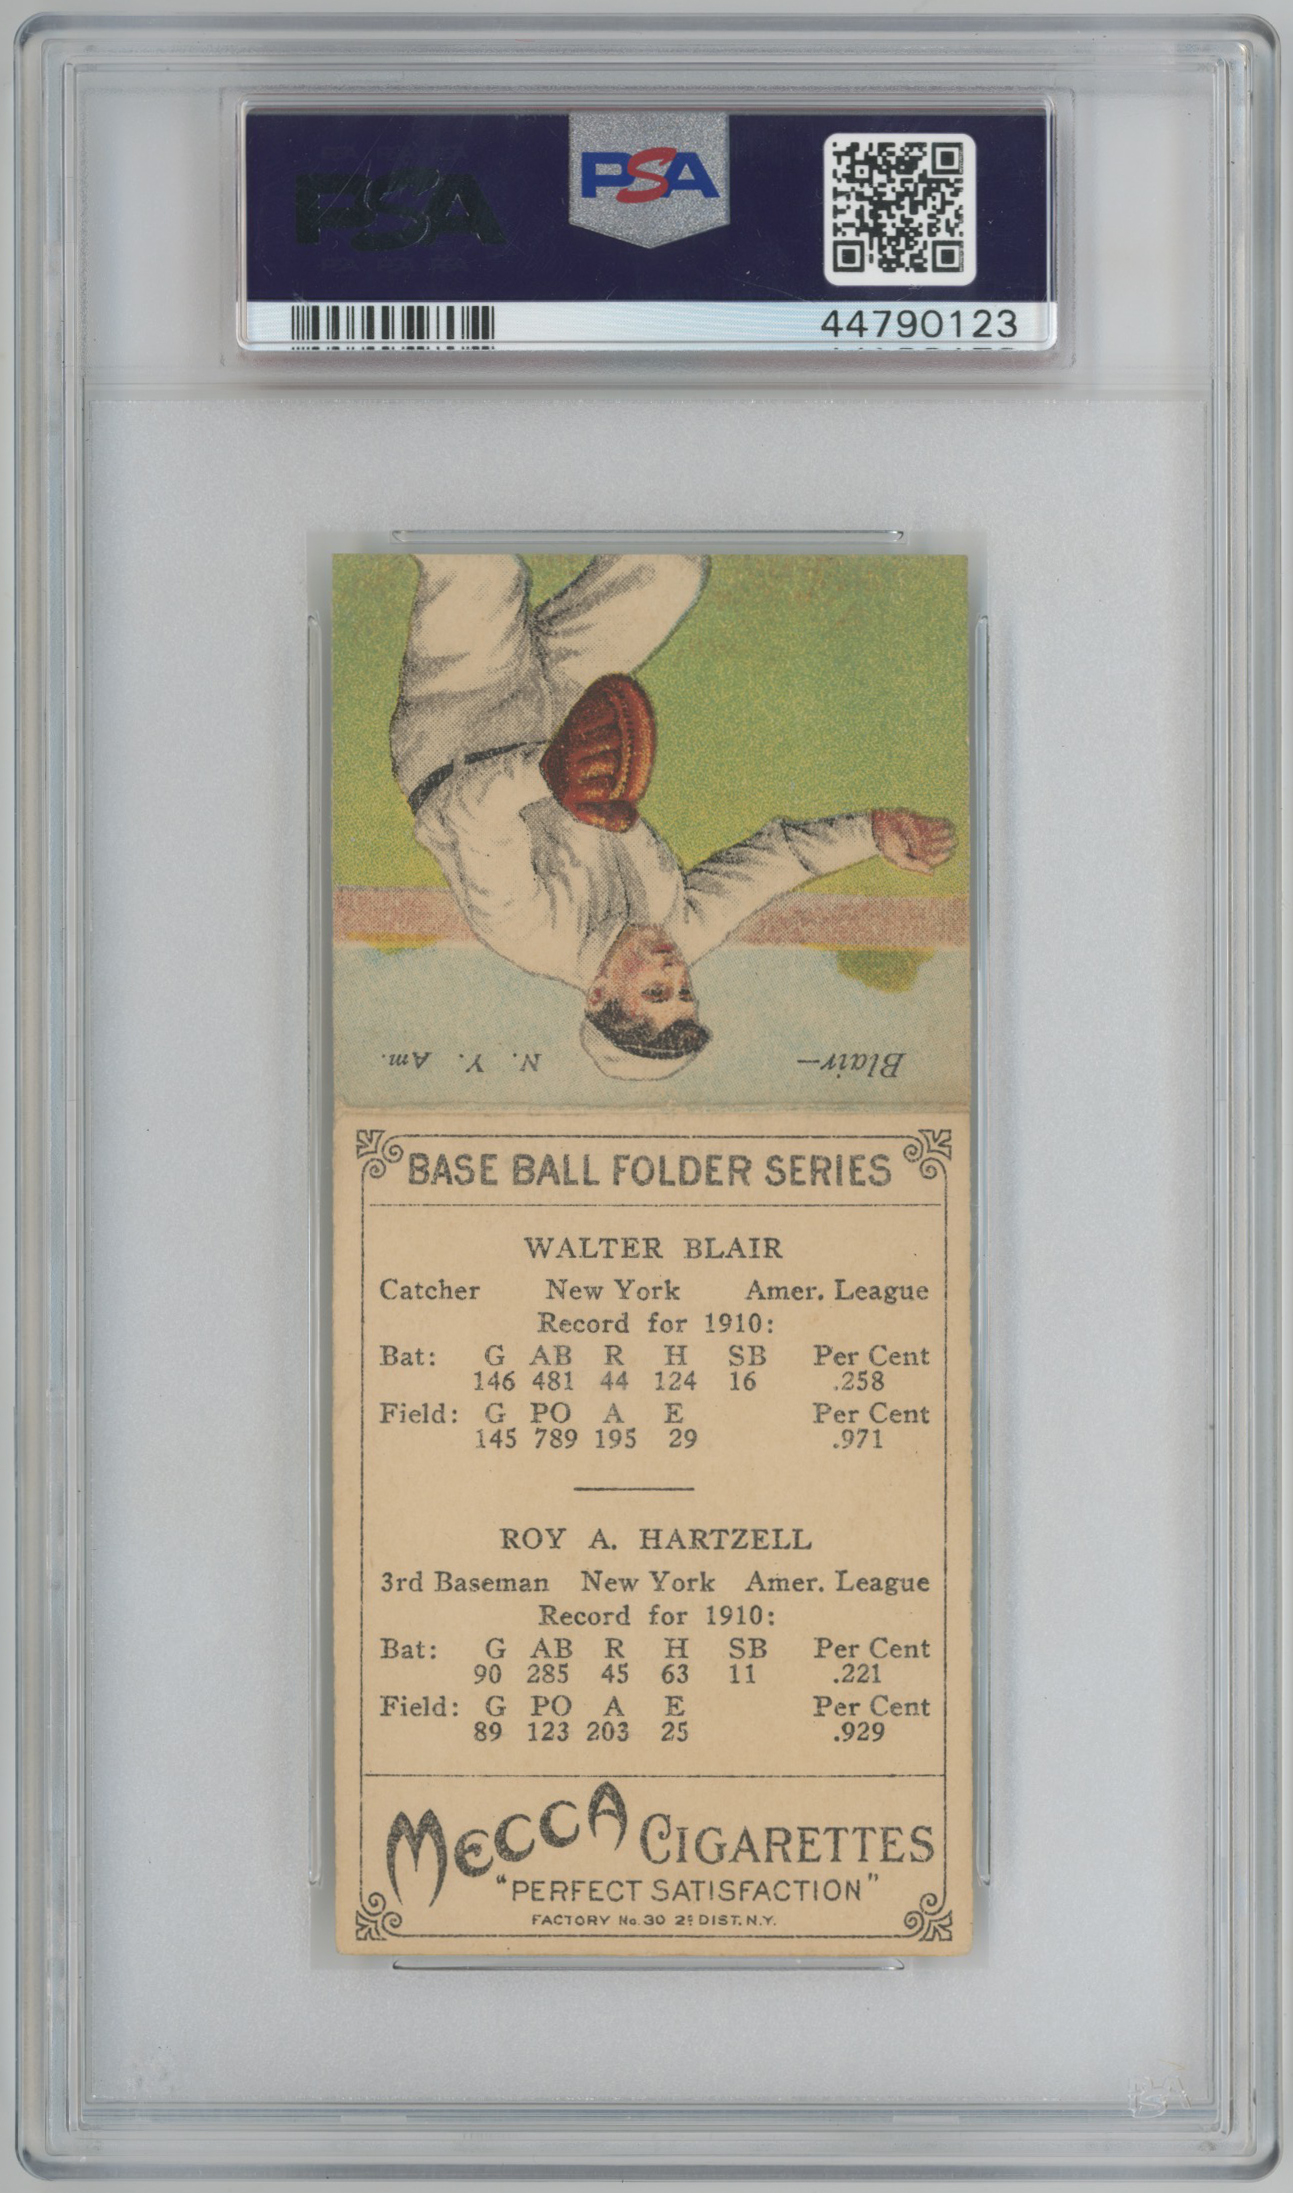 PSA
PSA
44790123
Blair— N. Y. Am.
BASE BALL FOLDER SERIES
WALTER BLAIR
Catcher New York Amer. League
Record for 1910:
Bat: G AB R H SB Per Cent
146 481 44 124 16 .258
Field: G PO A E Per Cent
145 789 195 29 .971
ROY A. HARTZELL
3rd Baseman New York Amer. League
Record for 1910:
Bat: G AB R H SB Per Cent
90 285 45 63 11 .221
Field: G PO A E Per Cent
89 123 203 25 .929
MECCA CIGARETTES
"PERFECT SATISFACTION"
FACTORY No. 30 2D DIST. N.Y.
PSA